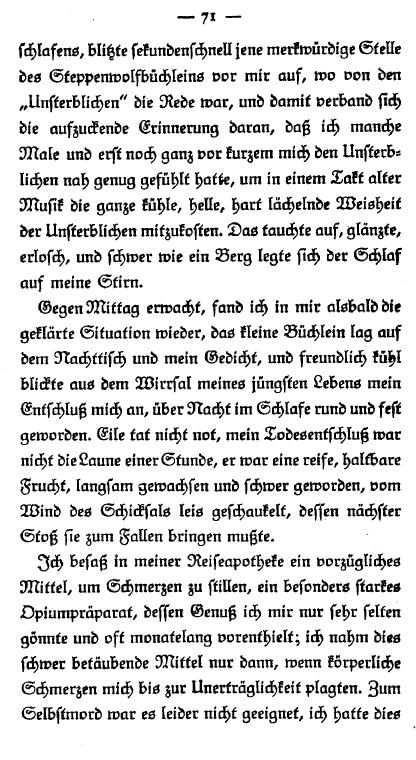 — 71 —
schlafens, blitzte sekundenschnell jene merkwürdige Stelle
des Steppenwolfbüchleins vor mir auf, wo von den
„Unsterblichen“ die Rede war, und damit verband sich
die aufzuckende Erinnerung daran, daß ich manche
Male und erst noch ganz vor kurzem mich den Unsterb-
lichen nah genug gefühlt hatte, um in einem Takt alter
Musik die ganze kühle, helle, hart lächelnde Weisheit
der Unsterblichen mitzukosten. Das tauchte auf, glänzte,
erlosch, und schwer wie ein Berg legte sich der Schlaf
auf meine Stirn.
Gegen Mittag erwacht, fand ich in mir alsbald die
geklärte Situation wieder, das kleine Büchlein lag auf
dem Nachttisch und mein Gedicht, und freundlich kühl
blickte aus dem Wirrsal meines jüngsten Lebens mein
Entschluß mich an, über Nacht im Schlafe rund und fest
geworden. Eile tat nicht not, mein Todesentschluß war
nicht die Laune einer Stunde, er war eine reife, haltbare
Frucht, langsam gewachsen und schwer geworden, vom
Wind des Schicksals leis geschaukelt, dessen nächster
Stoß sie zum Fallen bringen mußte.
Ich besaß in meiner Reiseapotheke ein vorzügliches
Mittel, um Schmerzen zu stillen, ein besonders starkes
Opiumpräparat, dessen Genuß ich mir nur sehr selten
gönnte und oft monatelang vorenthielt; ich nahm dies
schwer betäubende Mittel nur dann, wenn körperliche
Schmerzen mich bis zur Unerträglichkeit plagten. Zum
Selbstmord war es leider nicht geeignet, ich hatte dies